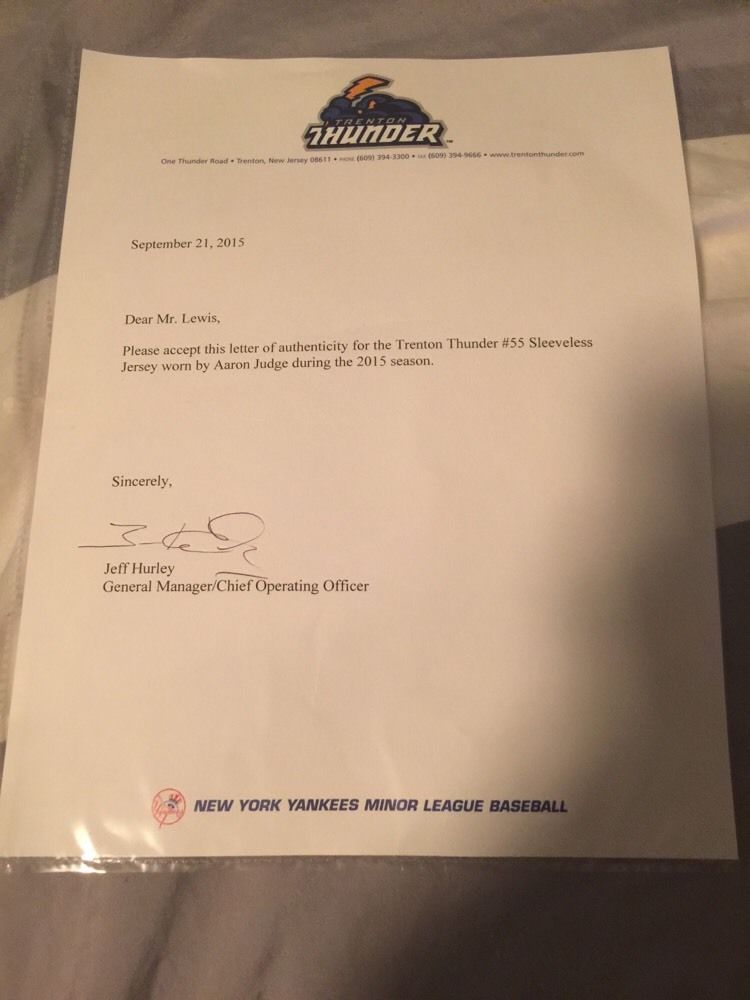 TRENTON
THUNDER™
One Thunder Road • Trenton, New Jersey 08611 • PHONE (609) 394-3300 • FAX (609) 394-9666 • www.trentonthunder.com
September 21, 2015
Dear Mr. Lewis,
Please accept this letter of authenticity for the Trenton Thunder #55 Sleeveless
Jersey worn by Aaron Judge during the 2015 season.
Sincerely,
Jeff Hurley
General Manager/Chief Operating Officer
NEW YORK YANKEES MINOR LEAGUE BASEBALL